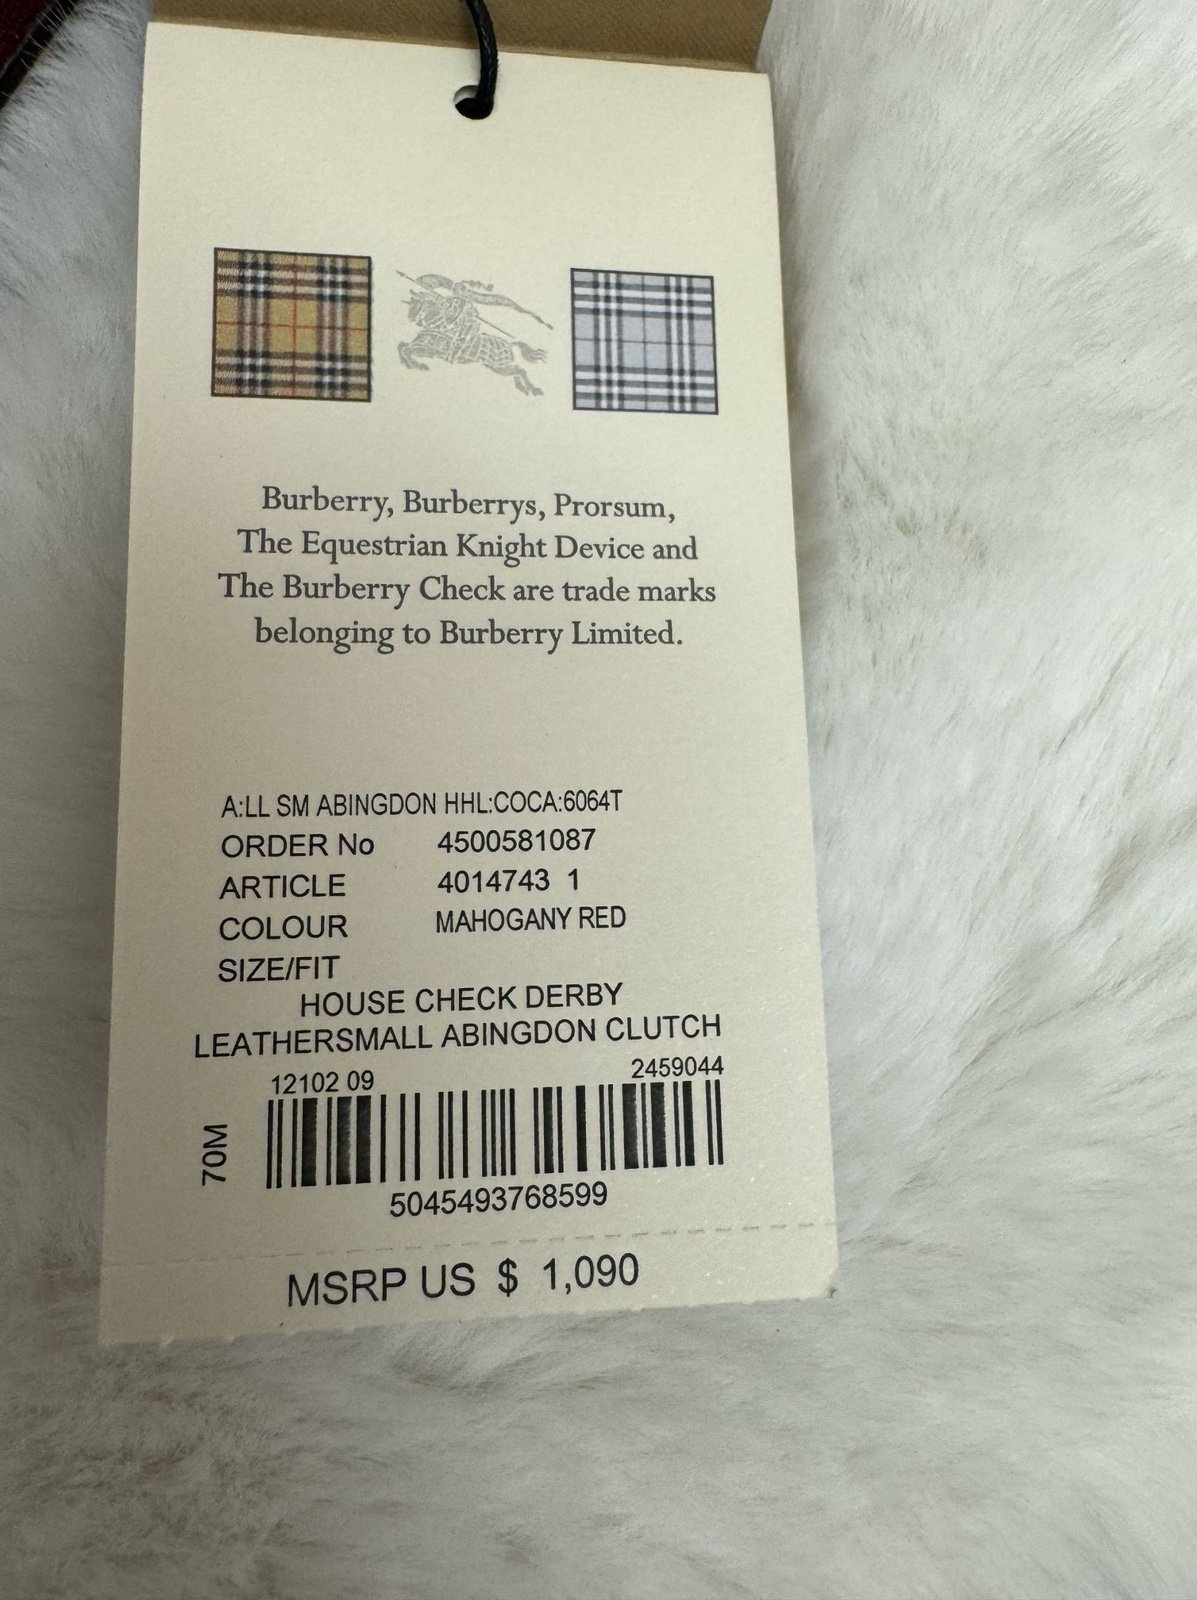 Burberry, Burberrys, Prorsum,
The Equestrian Knight Device and
The Burberry Check are trade marks
belonging to Burberry Limited.
A:LL SM ABINGDON HHL:COCA:6064T
ORDER No 4500581087
ARTICLE 4014743 1
COLOUR MAHOGANY RED
SIZE/FIT
HOUSE CHECK DERBY
LEATHERSMALL ABINGDON CLUTCH
12102 09 2459044
70M
5045493768599
MSRP US $ 1,090